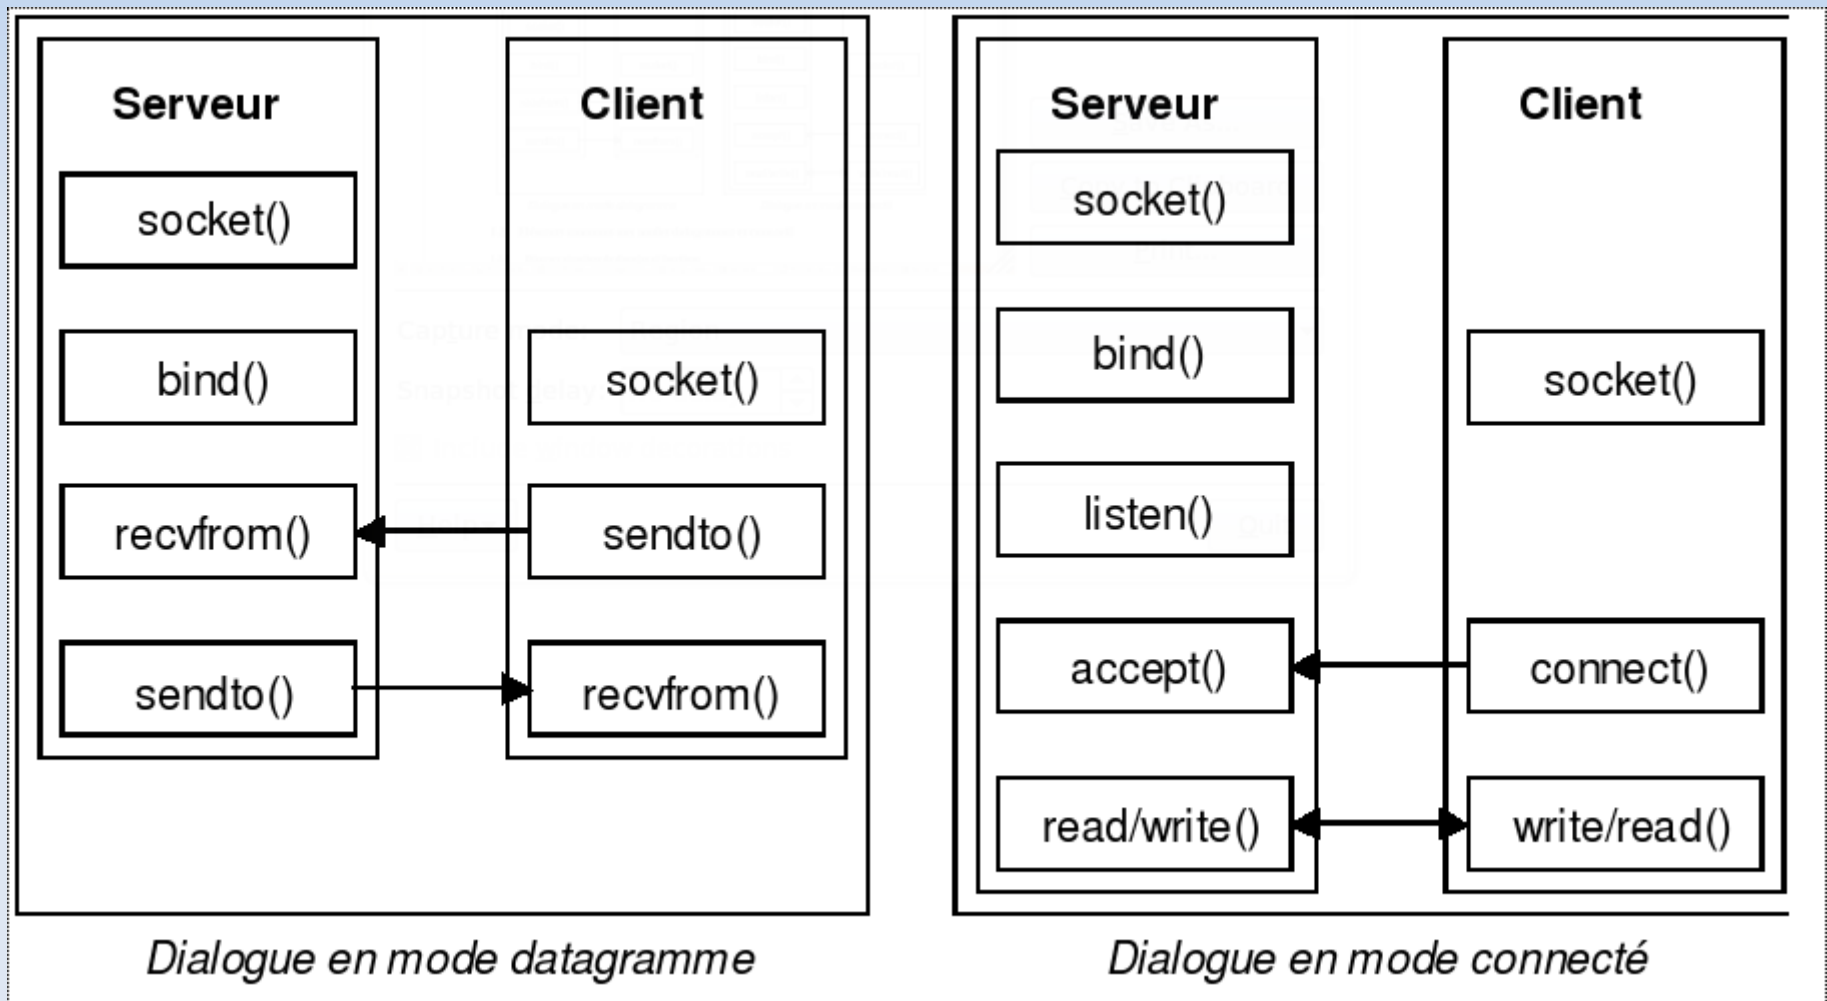 Serveur
Client
socket()
bind()
socket()
recvfrom()
sendto()
sendto()
recvfrom()
Dialogue en mode datagramme
Serveur
Client
socket()
bind()
socket()
listen()
accept()
connect()
read/write()
write/read()
Dialogue en mode connecté